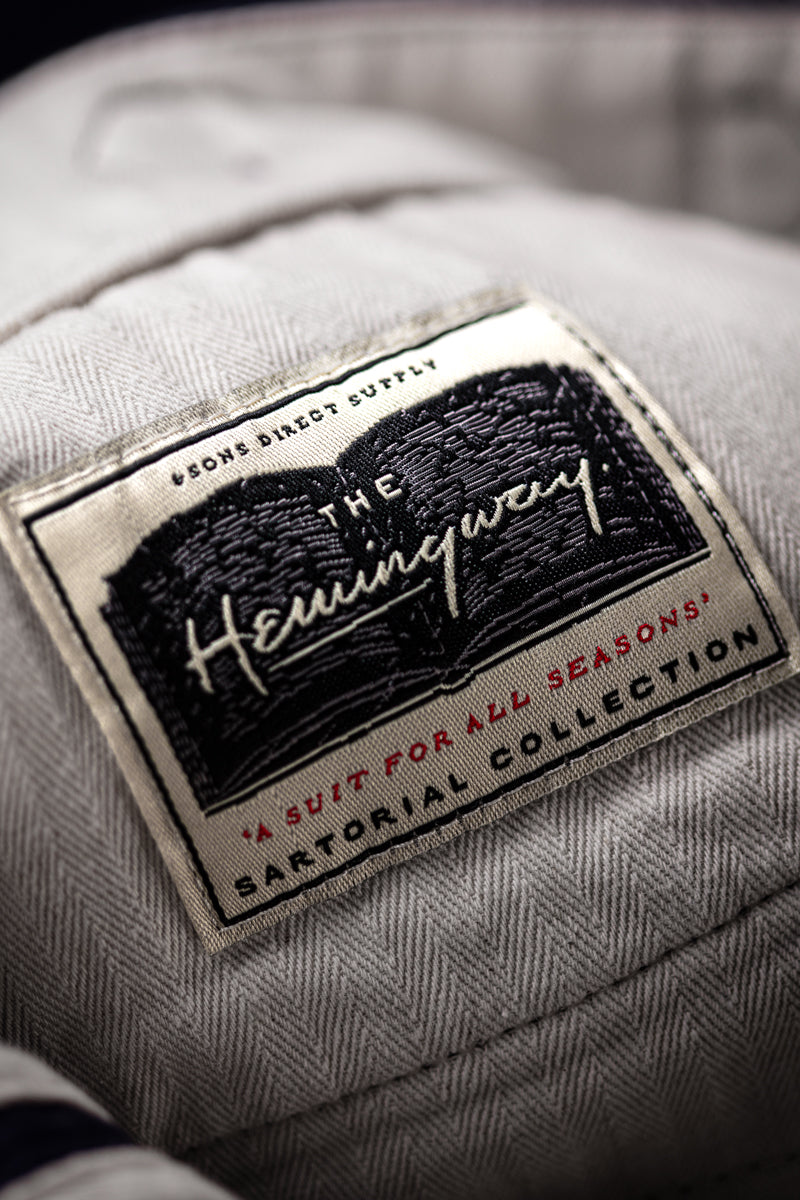 &SONS DIRECT SUPPLY
THE
Hemingway.
'A SUIT FOR ALL SEASONS'
SARTORIAL COLLECTION